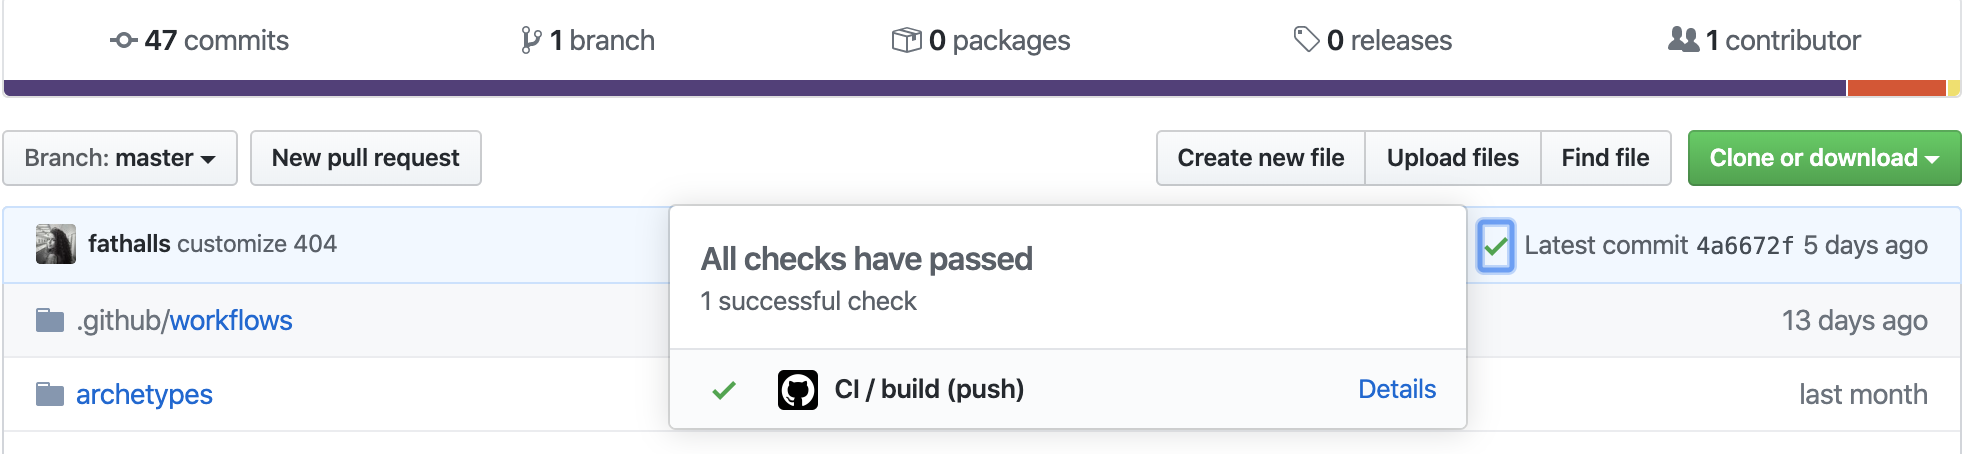 47 commits 1 branch 0 packages 0 releases 1 contributor
Branch: master New pull request Create new file Upload files Find file Clone or download
fathalls customize 404 Latest commit 4a6672f 5 days ago
All checks have passed
1 successful check
.github/workflows 13 days ago
CI / build (push) Details
archetypes last month